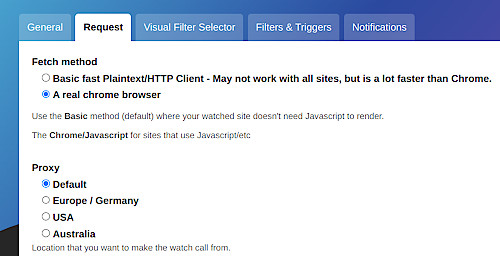 General
Request
Visual Filter Selector
Filters & Triggers
Notifications
Fetch method
Basic fast Plaintext/HTTP Client - May not work with all sites, but is a lot faster than Chrome.
A real chrome browser
Use the Basic method (default) where your watched site doesn't need Javascript to render.
The Chrome/Javascript for sites that use Javascript/etc
Proxy
Default
Europe / Germany
USA
Australia
Location that you want to make the watch call from.